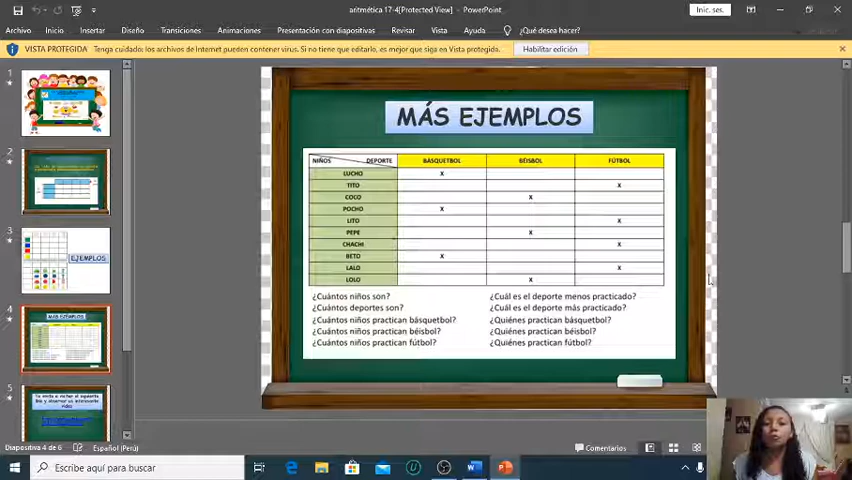 aritmética 17-4[Protected View] - PowerPoint
Inic. ses.
Archivo Inicio Insertar Diseño Transiciones Animaciones Presentación con diapositivas Revisar Vista Ayuda ¿Qué desea hacer?
VISTA PROTEGIDA Tenga cuidado: los archivos de Internet pueden contener virus. Si no tiene que editarlo, es mejor que siga en Vista protegida. Habilitar edición
1
2
3
EJEMPLOS
4
MÁS EJEMPLOS
5
MÁS EJEMPLOS
NIÑOS DEPORTE BÁSQUETBOL BÉISBOL FÚTBOL
LUCHO X
TITO X
COCO X
POCHO X
LITO X
PEPE X
CHACHI X
BETO X
LALO X
LOLO X
¿Cuántos niños son?
¿Cuántos deportes son?
¿Cuántos niños practican básquetbol?
¿Cuántos niños practican béisbol?
¿Cuántos niños practican fútbol?
¿Cuál es el deporte menos practicado?
¿Cuál es el deporte más practicado?
¿Quiénes practican básquetbol?
¿Quiénes practican béisbol?
¿Quiénes practican fútbol?
Diapositiva 4 de 6 Español (Perú) Comentarios
Escribe aquí para buscar